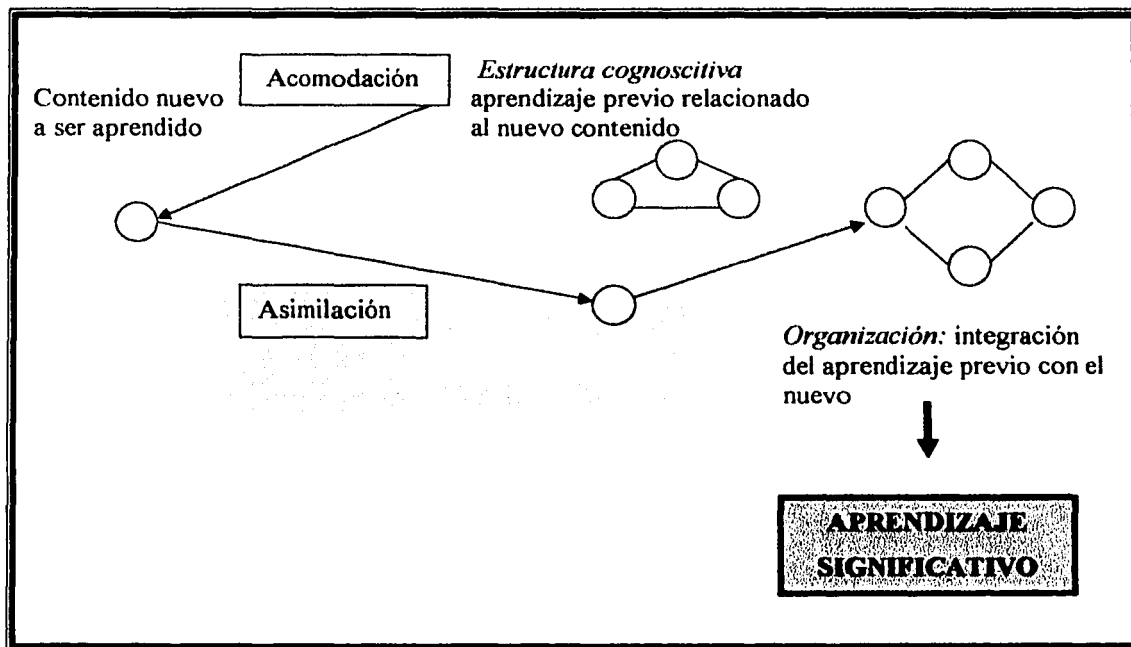 Acomodación
Contenido nuevo
a ser aprendido
Estructura cognoscitiva
aprendizaje previo relacionado
al nuevo contenido
Asimilación
Organización: integración
del aprendizaje previo con el
nuevo
APRENDIZAJE
SIGNIFICATIVO